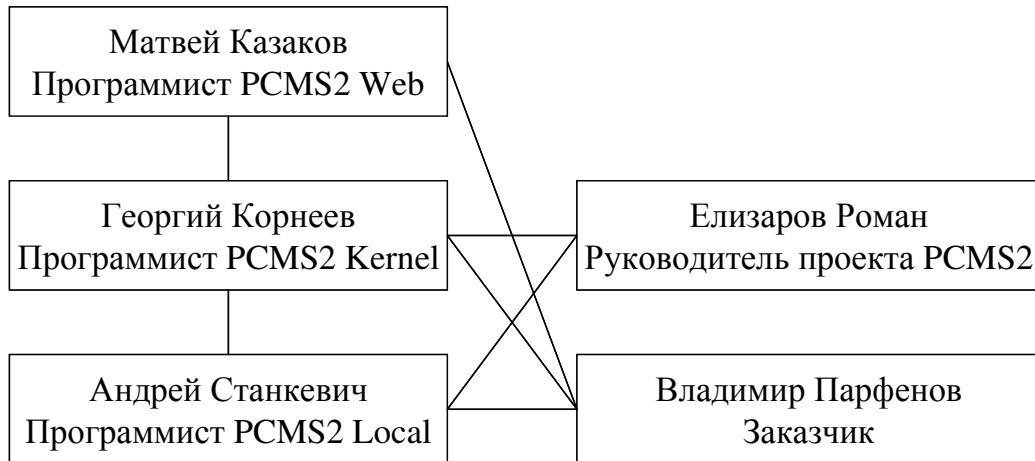 Матвей Казаков
Программист PCMS2 Web
Георгий Корнеев
Программист PCMS2 Kernel
Елизаров Роман
Руководитель проекта PCMS2
Андрей Станкевич
Программист PCMS2 Local
Владимир Парфенов
Заказчик